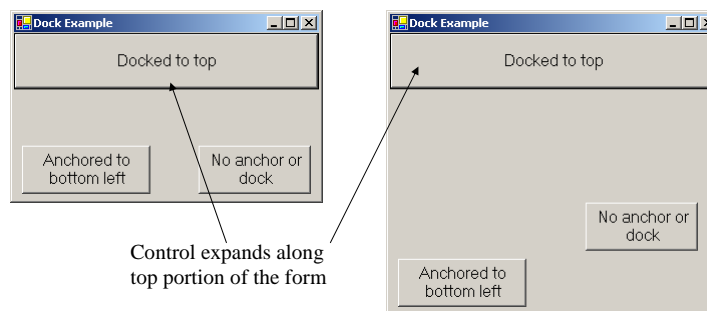 Dock Example
Docked to top
Anchored to
bottom left
No anchor or
dock
Dock Example
Docked to top
No anchor or
dock
Anchored to
bottom left
Control expands along
top portion of the form